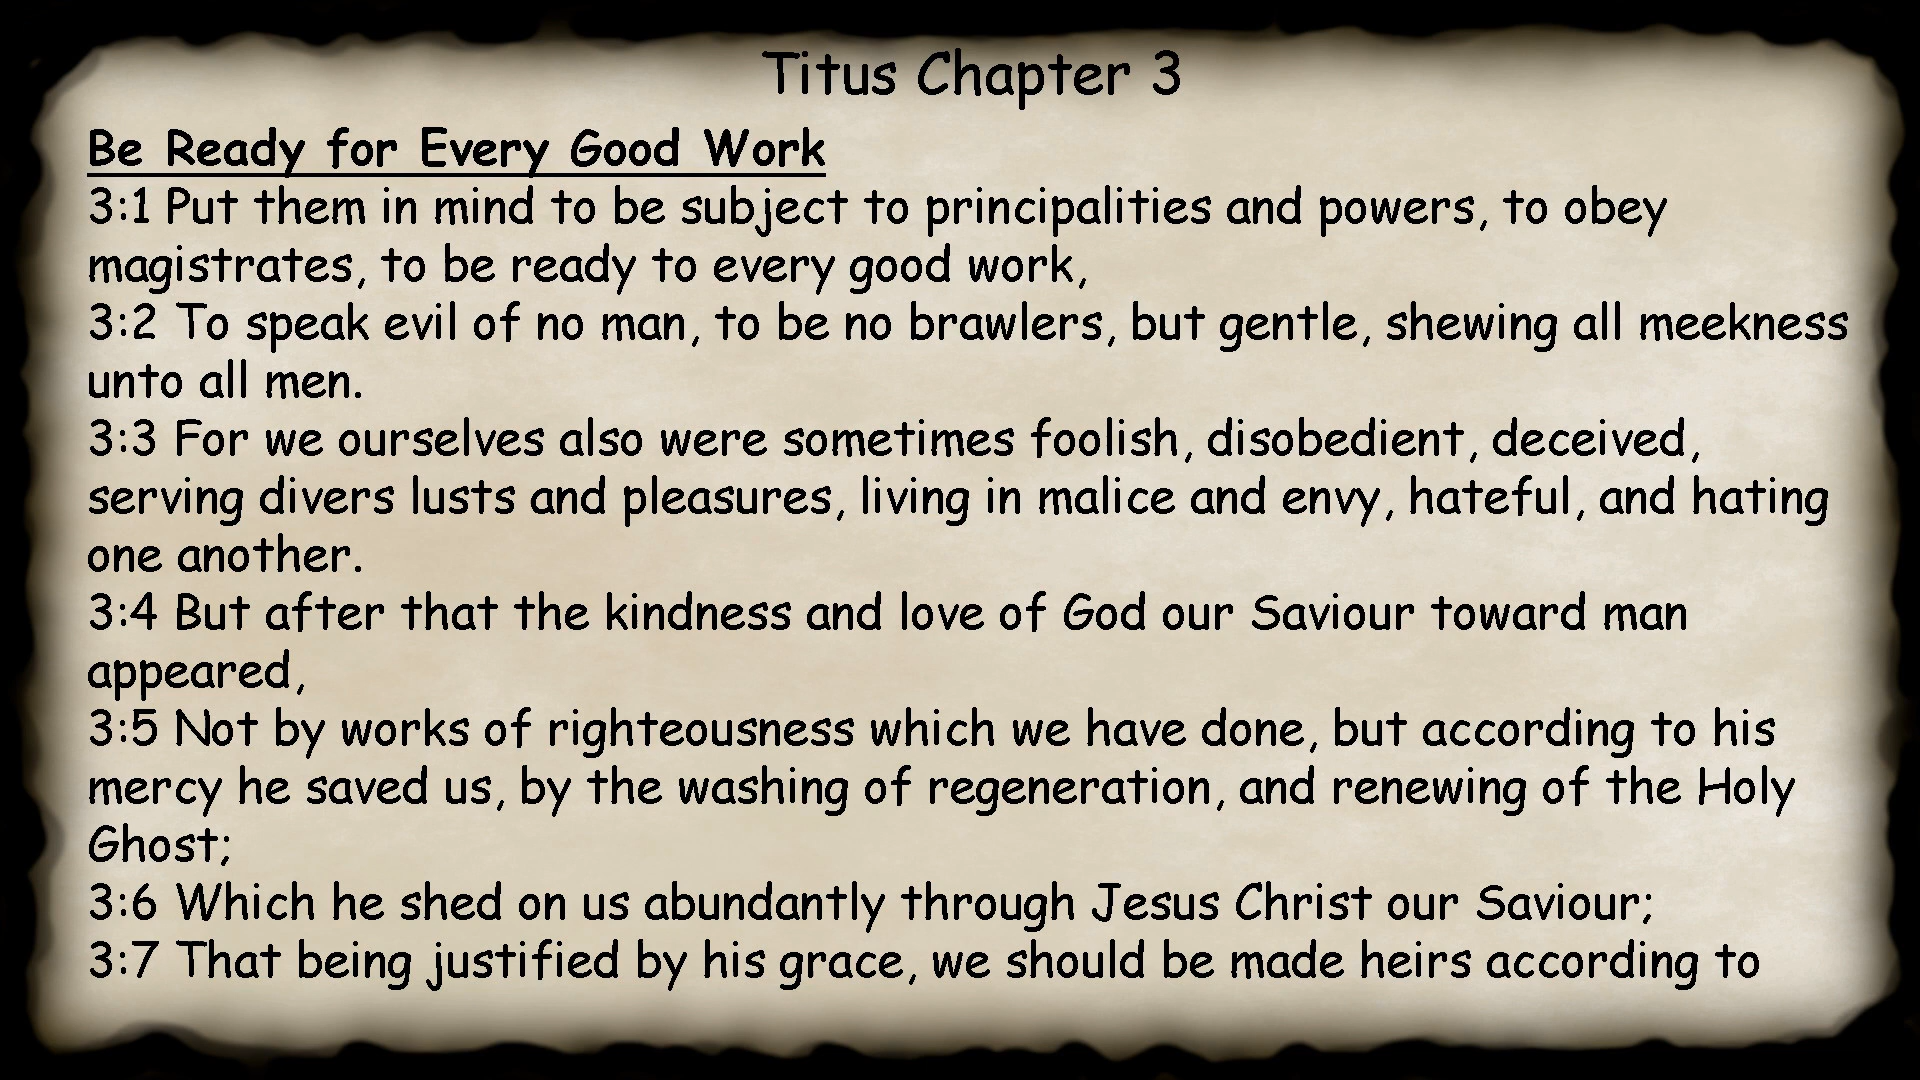 Titus Chapter 3
Be Ready for Every Good Work
3:1 Put them in mind to be subject to principalities and powers, to obey
magistrates, to be ready to every good work,
3:2 To speak evil of no man, to be no brawlers, but gentle, shewing all meekness
unto all men.
3:3 For we ourselves also were sometimes foolish, disobedient, deceived,
serving divers lusts and pleasures, living in malice and envy, hateful, and hating
one another.
3:4 But after that the kindness and love of God our Saviour toward man
appeared,
3:5 Not by works of righteousness which we have done, but according to his
mercy he saved us, by the washing of regeneration, and renewing of the Holy
Ghost;
3:6 Which he shed on us abundantly through Jesus Christ our Saviour;
3:7 That being justified by his grace, we should be made heirs according to